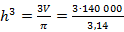 h³ = 3V/π = 3·140 000/3,14